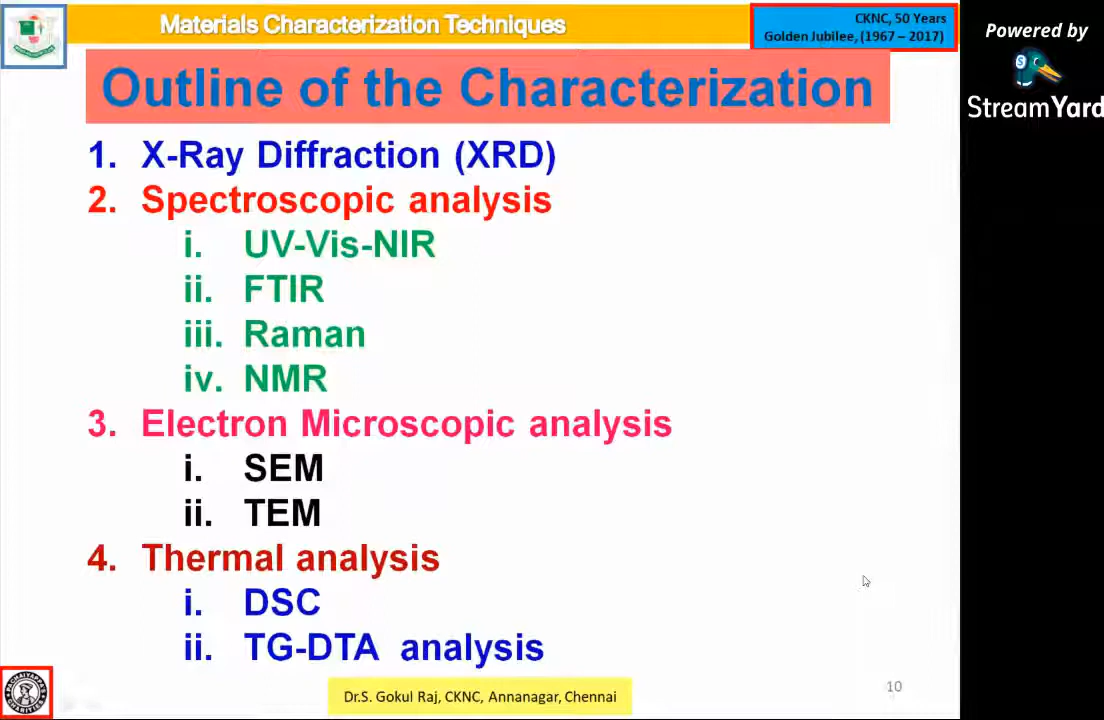 Materials Characterization Techniques
CKNC, 50 Years
Golden Jubilee, (1967 – 2017)
Powered by
StreamYard
Outline of the Characterization
1. X-Ray Diffraction (XRD)
2. Spectroscopic analysis
i. UV-Vis-NIR
ii. FTIR
iii. Raman
iv. NMR
3. Electron Microscopic analysis
i. SEM
ii. TEM
4. Thermal analysis
i. DSC
ii. TG-DTA analysis
Dr.S. Gokul Raj, CKNC, Annanagar, Chennai
10